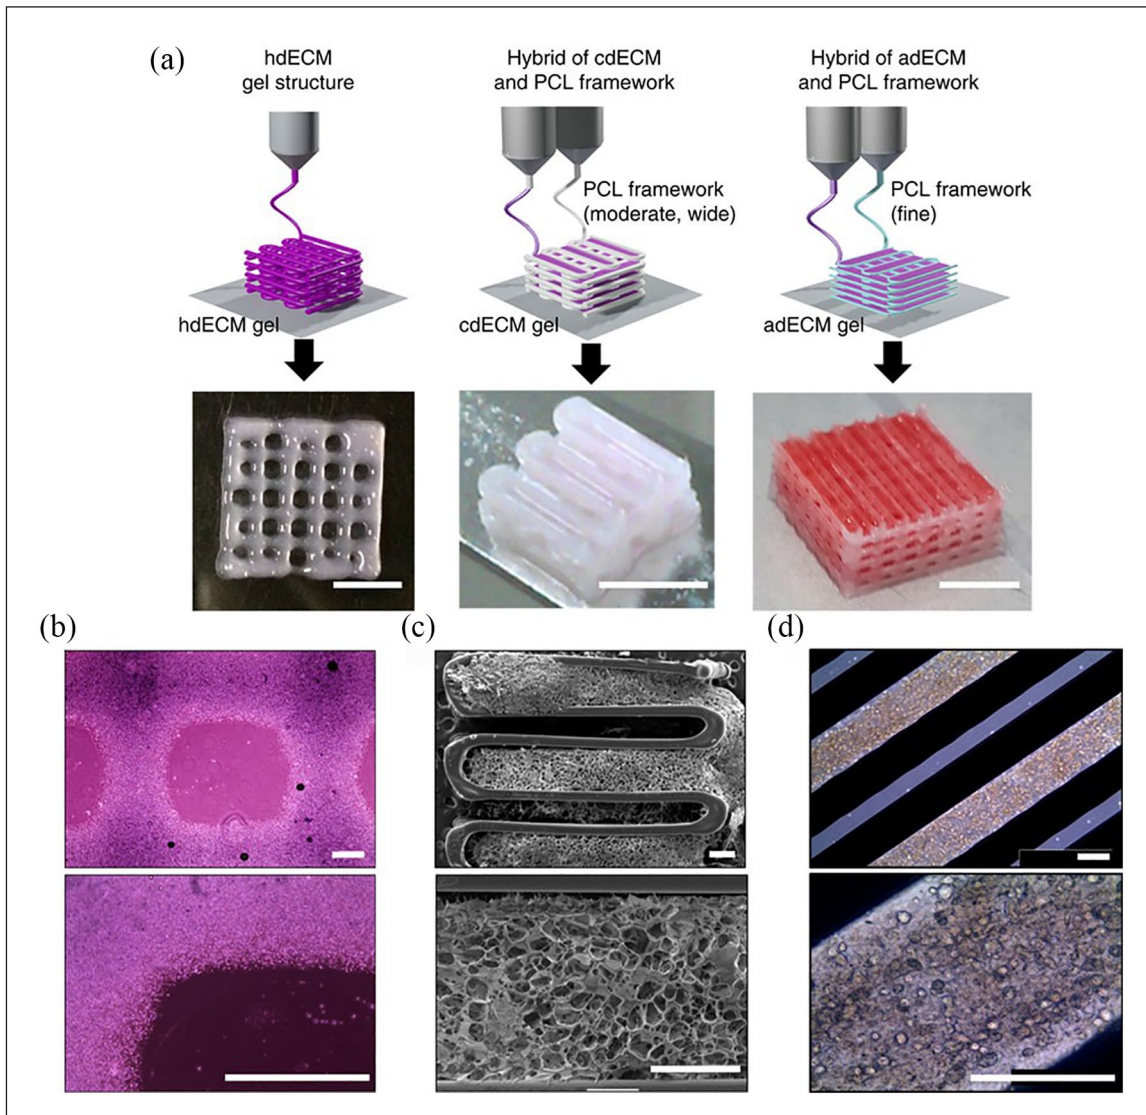 (a)
hdECM
gel structure
Hybrid of cdECM
and PCL framework
Hybrid of adECM
and PCL framework
PCL framework
(moderate, wide)
PCL framework
(fine)
hdECM gel
cdECM gel
adECM gel
(b)
(c)
(d)